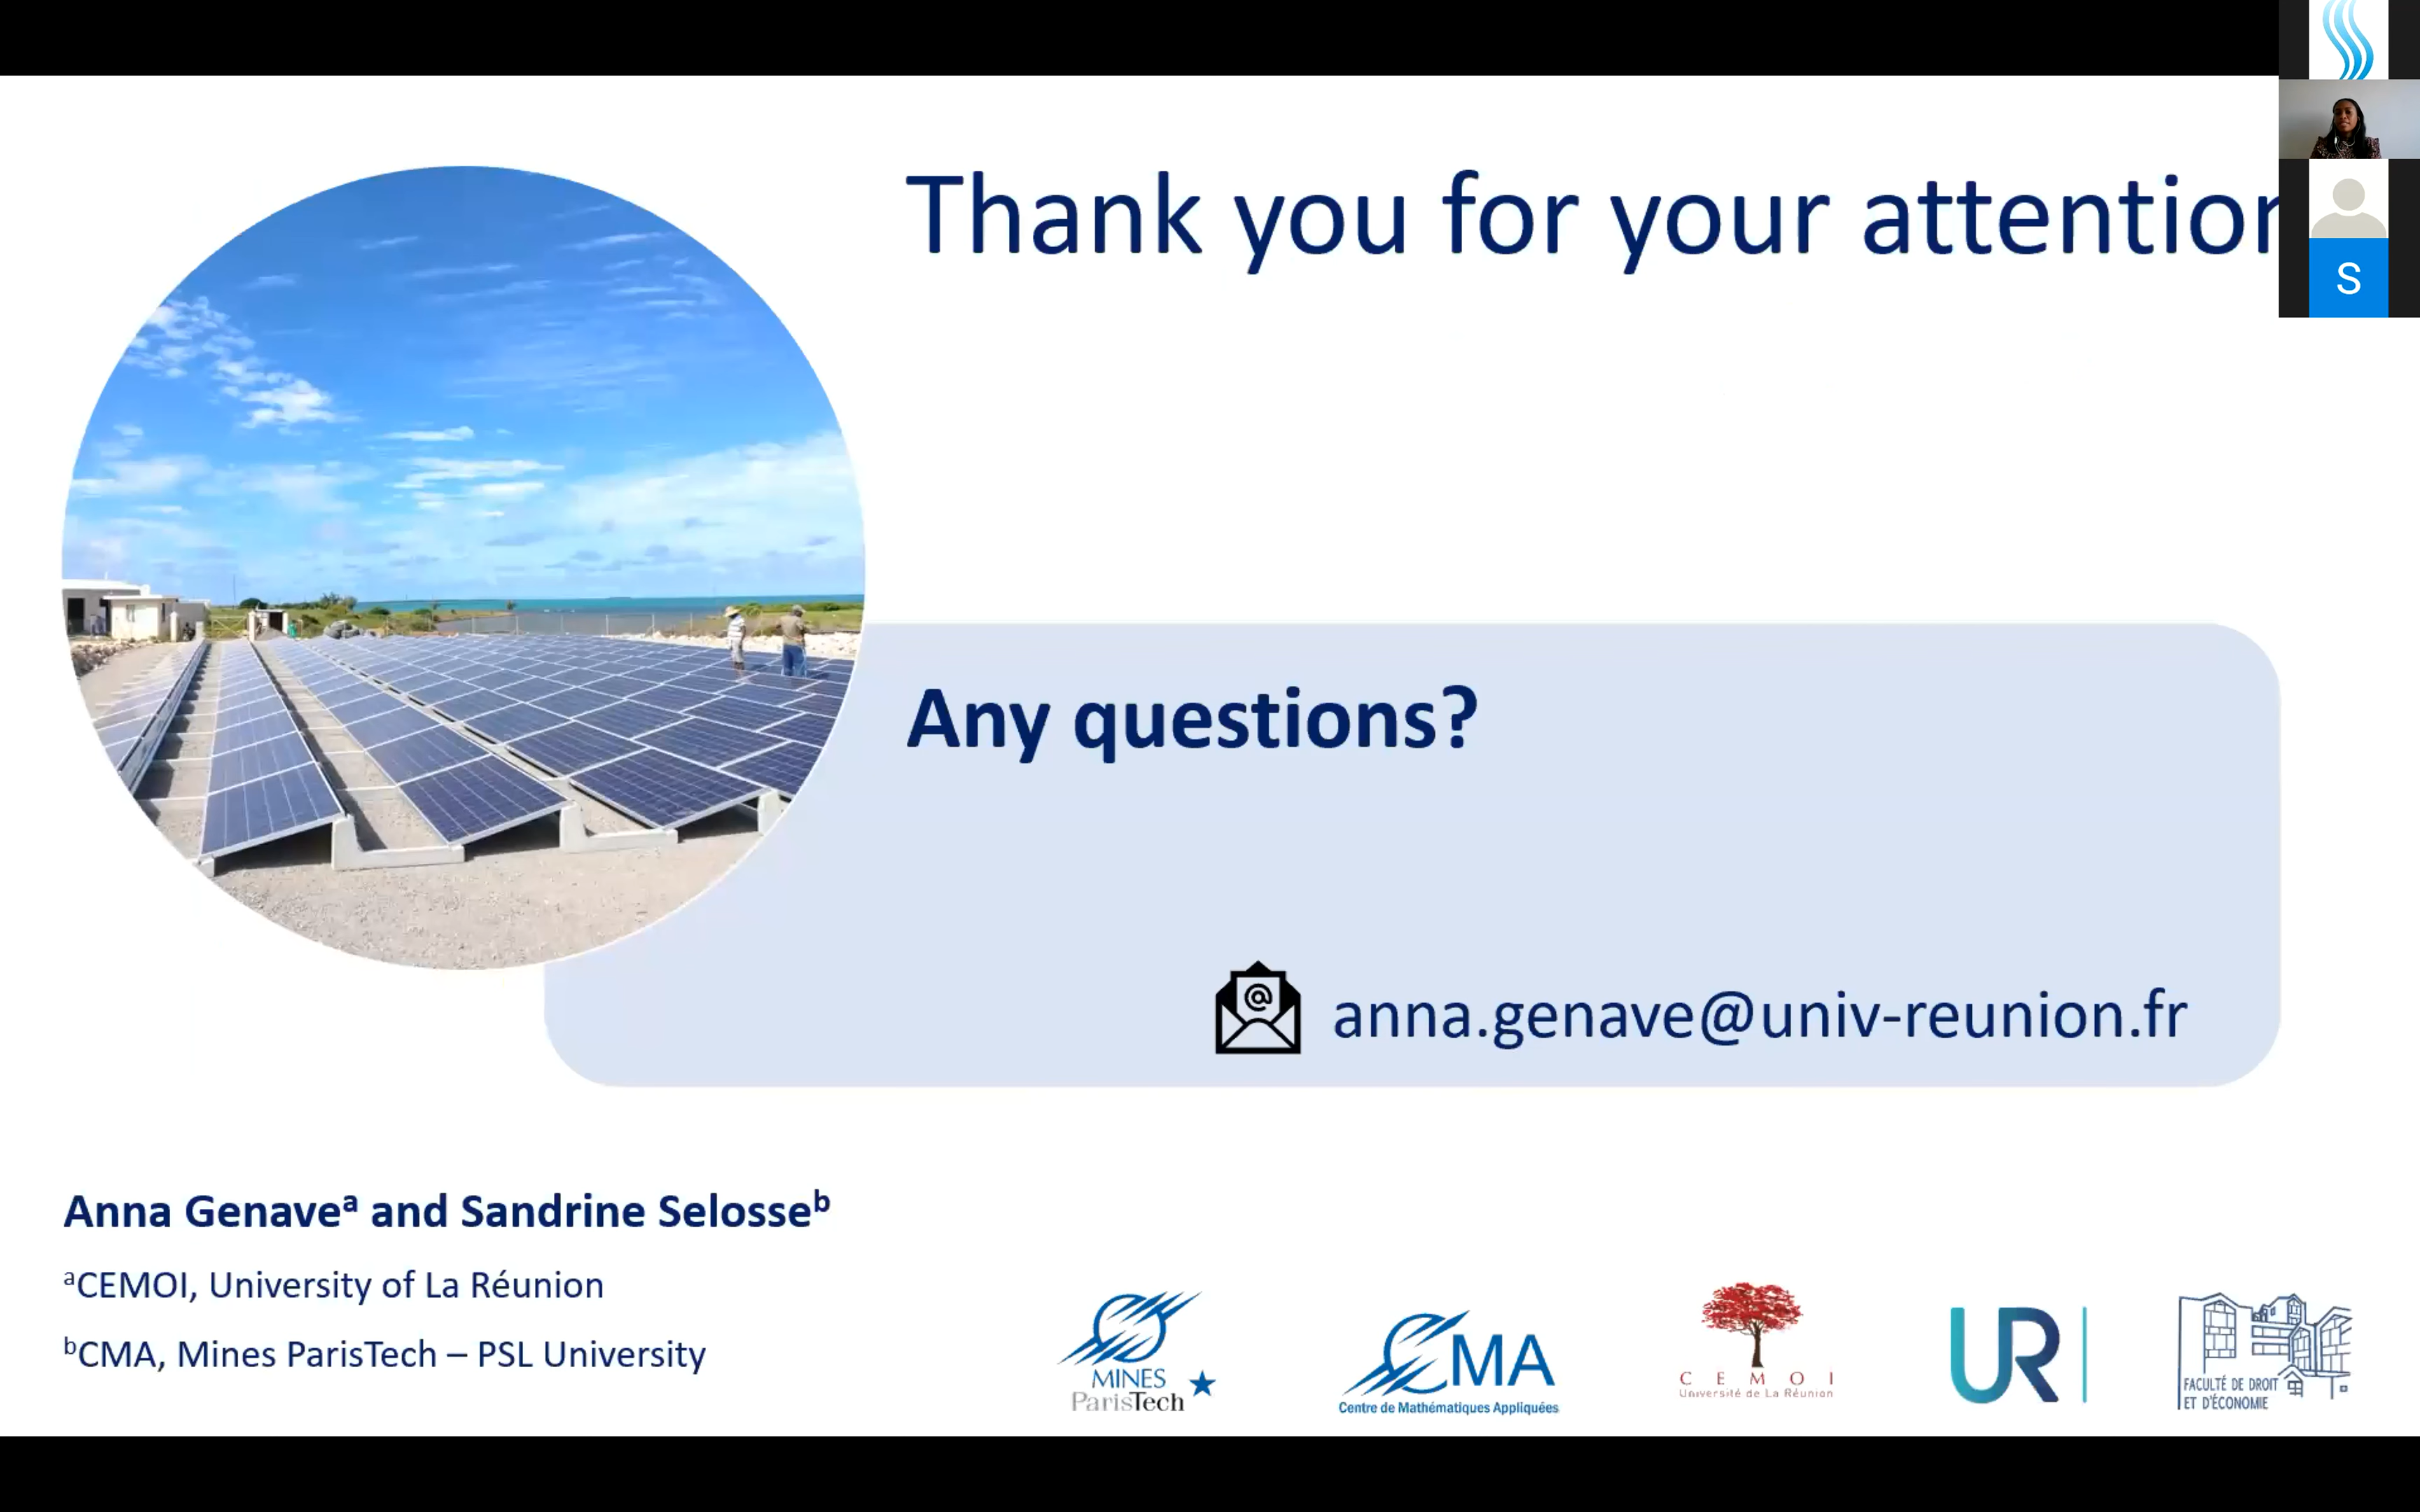 Thank you for your attention
S
Any questions?
@
anna.genave@univ-reunion.fr
Anna Genaveᵃ and Sandrine Selosseᵇ
ᵃCEMOI, University of La Réunion
ᵇCMA, Mines ParisTech – PSL University
MINES
ParisTech
CMA
Centre de Mathématiques Appliquées
CEMOI
Université de La Réunion
UR
FACULTÉ DE DROIT
ET D'ÉCONOMIE